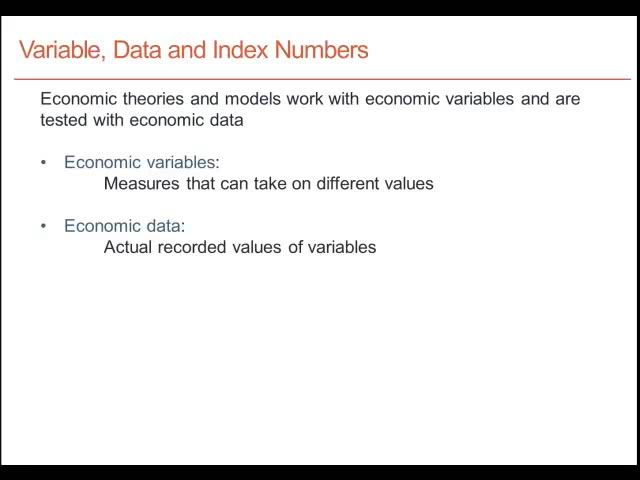 Variable, Data and Index Numbers
Economic theories and models work with economic variables and are
tested with economic data
• Economic variables:
Measures that can take on different values
• Economic data:
Actual recorded values of variables